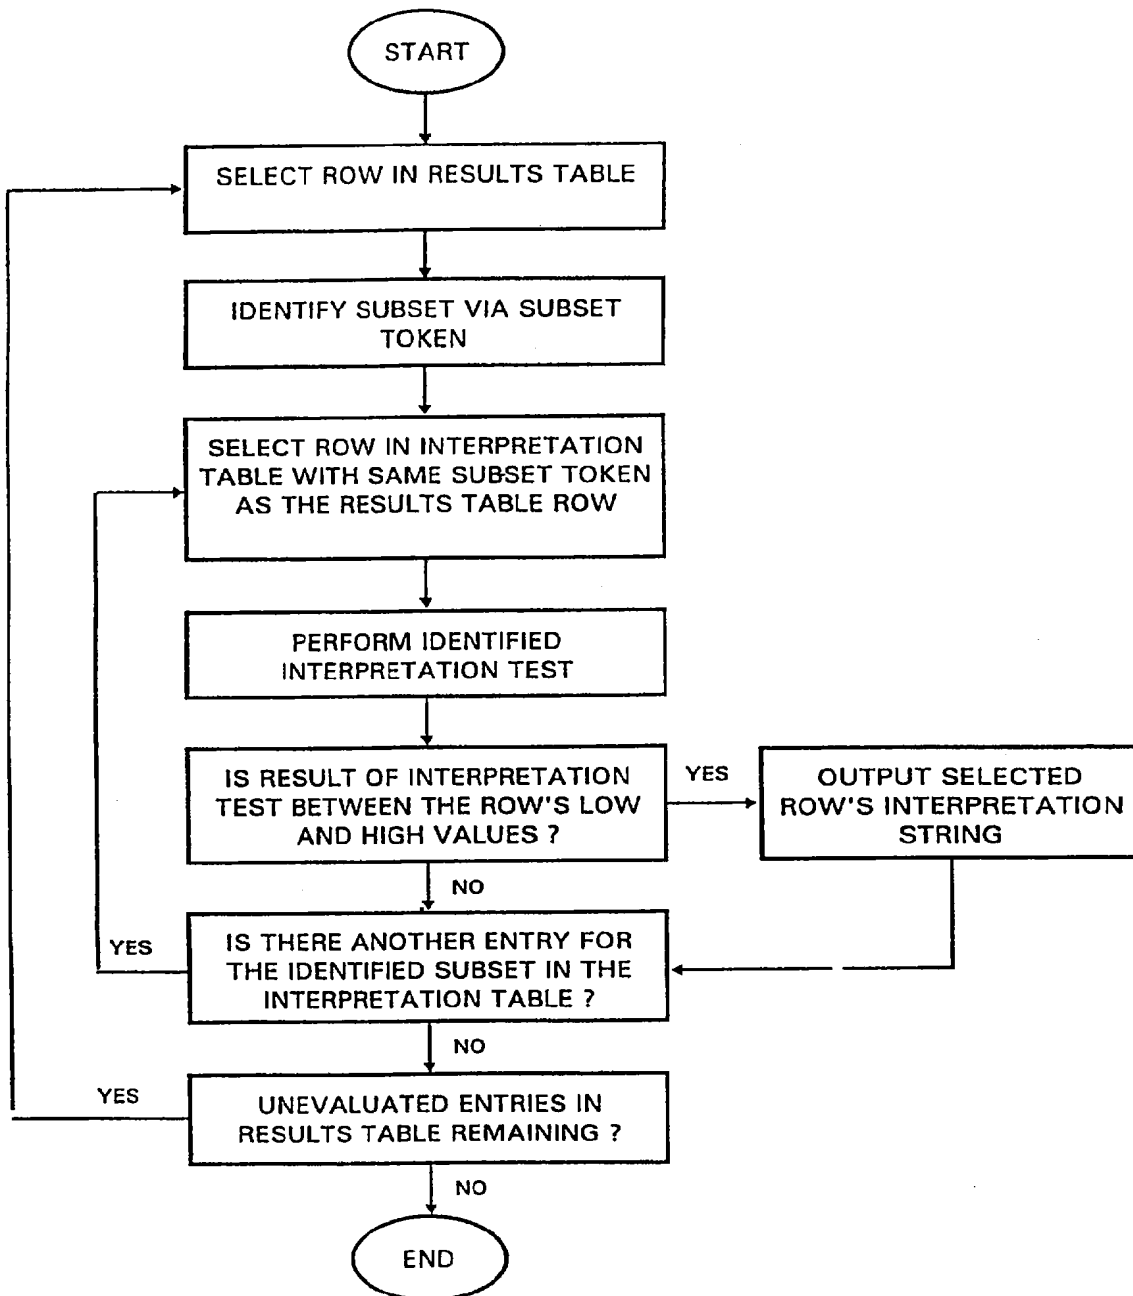 START
SELECT ROW IN RESULTS TABLE
IDENTIFY SUBSET VIA SUBSET
TOKEN
SELECT ROW IN INTERPRETATION
TABLE WITH SAME SUBSET TOKEN
AS THE RESULTS TABLE ROW
PERFORM IDENTIFIED
INTERPRETATION TEST
IS RESULT OF INTERPRETATION
TEST BETWEEN THE ROW'S LOW
AND HIGH VALUES ?
YES
OUTPUT SELECTED
ROW'S INTERPRETATION
STRING
NO
IS THERE ANOTHER ENTRY FOR
THE IDENTIFIED SUBSET IN THE
INTERPRETATION TABLE ?
YES
NO
UNEVALUATED ENTRIES IN
RESULTS TABLE REMAINING ?
YES
NO
END